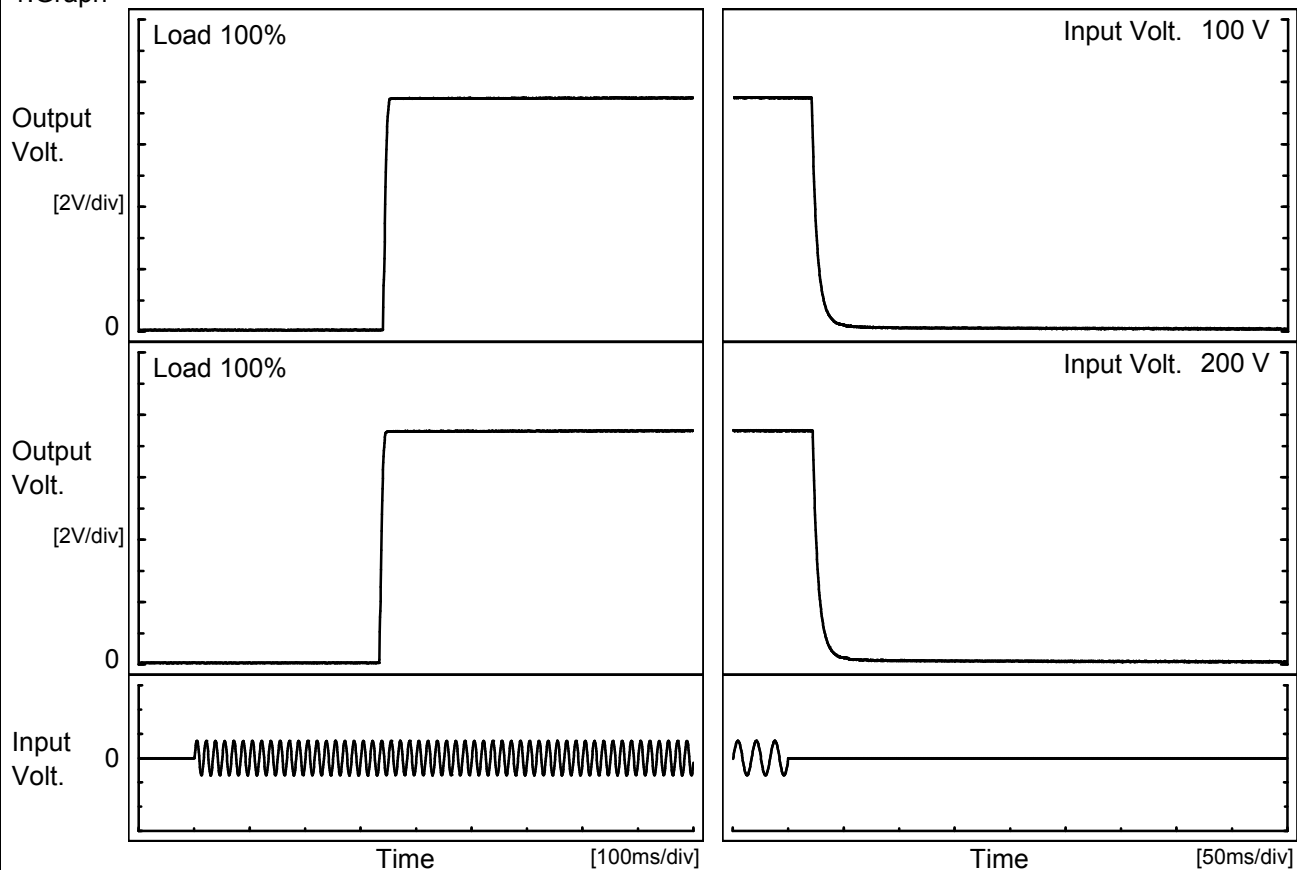 Load 100%
Input Volt. 100 V
Output
Volt.
[2V/div]
0
Load 100%
Input Volt. 200 V
Output
Volt.
[2V/div]
0
Input
Volt.
0
Time
[100ms/div]
Time
[50ms/div]